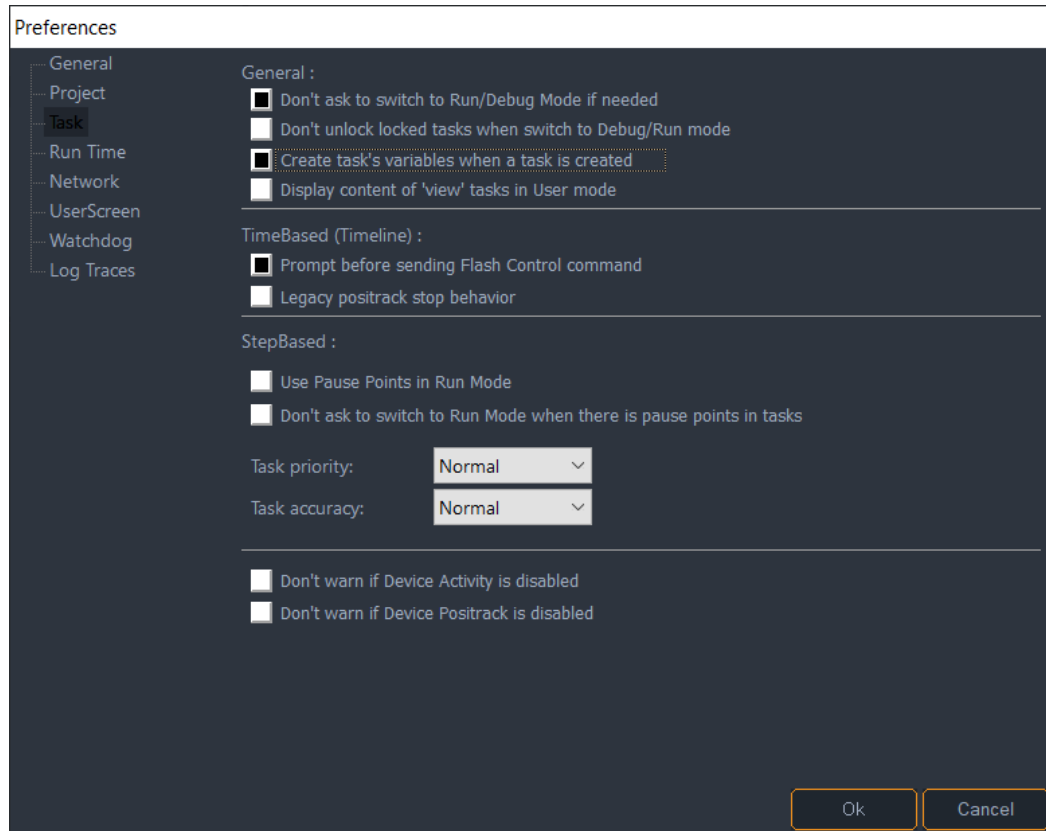 Preferences
General
Project
Task
Run Time
Network
UserScreen
Watchdog
Log Traces
General :
Don't ask to switch to Run/Debug Mode if needed
Don't unlock locked tasks when switch to Debug/Run mode
Create task's variables when a task is created
Display content of 'view' tasks in User mode
TimeBased (Timeline) :
Prompt before sending Flash Control command
Legacy positrack stop behavior
StepBased :
Use Pause Points in Run Mode
Don't ask to switch to Run Mode when there is pause points in tasks
Task priority: Normal
Task accuracy: Normal
Don't warn if Device Activity is disabled
Don't warn if Device Positrack is disabled
Ok Cancel